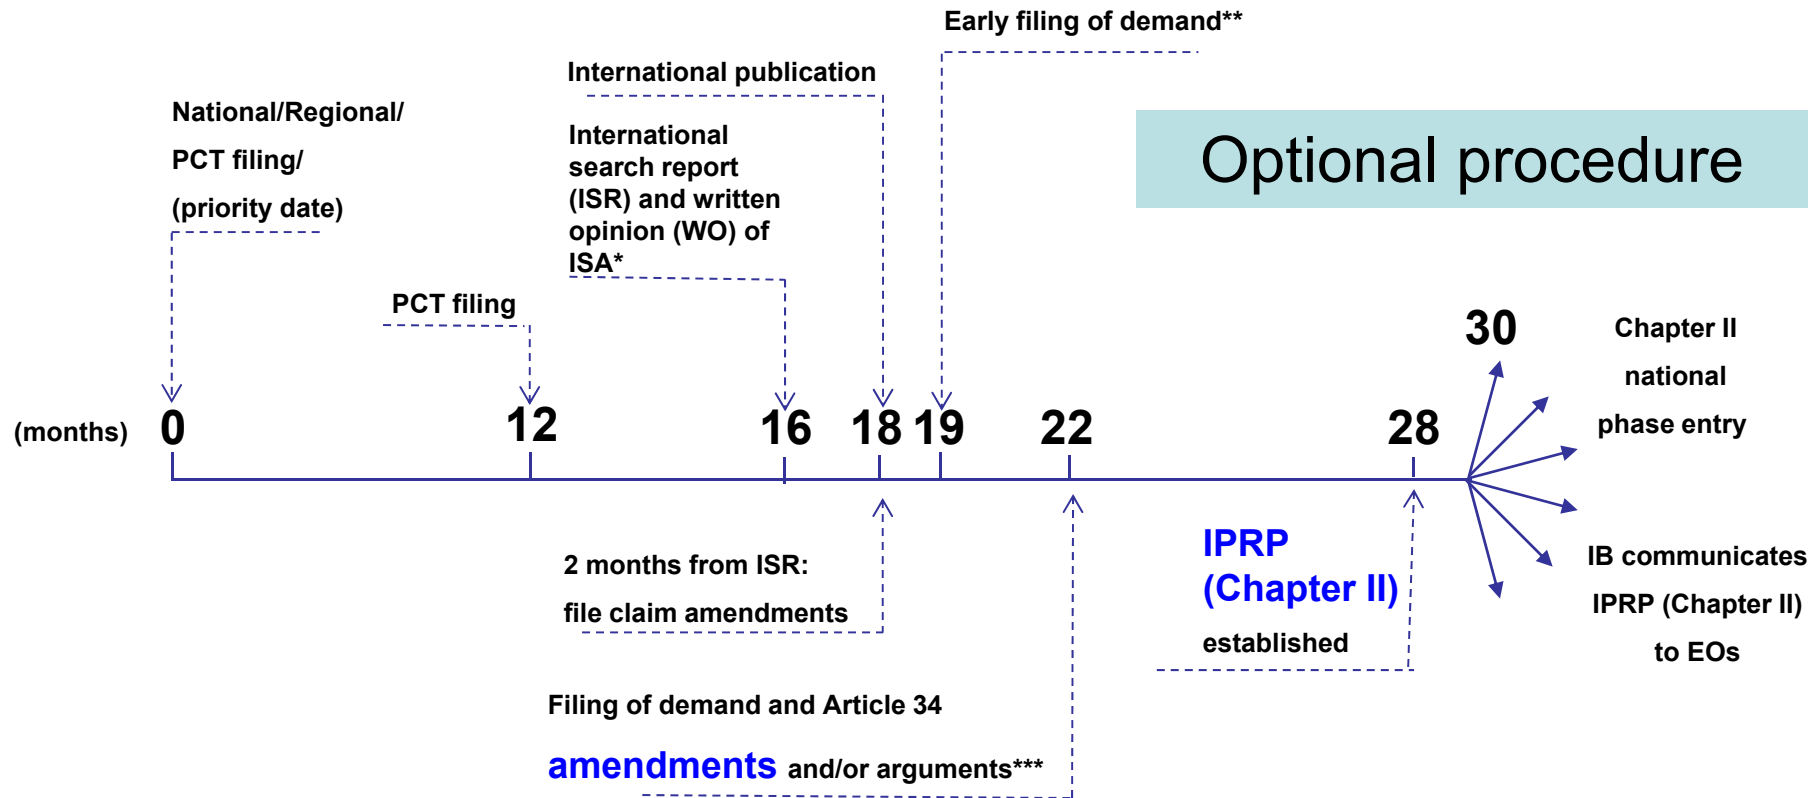 Early filing of demand**
International publication
National/Regional/
PCT filing/
(priority date)
International
search report
(ISR) and written
opinion (WO) of
ISA*
Optional procedure
PCT filing
30
Chapter II
national
phase entry
(months) 0 12 16 18 19 22 28
2 months from ISR:
file claim amendments
IPRP
(Chapter II)
established
IB communicates
IPRP (Chapter II)
to EOs
Filing of demand and Article 34
amendments and/or arguments***